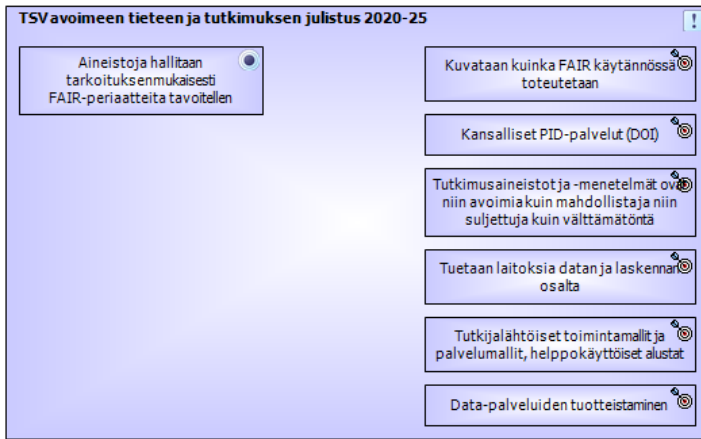 TSV avoimeen tieteen ja tutkimuksen julistus 2020-25
!
Aineistoja hallitaan
tarkoituksenmukaisesti
FAIR-periaatteita tavoitellen
Kuvataan kuinka FAIR käytännössä
toteutetaan
Kansalliset PID-palvelut (DOI)
Tutkimusaineistot ja -menetelmät ovat
niin avoimia kuin mahdollista ja niin
suljettuja kuin välttämätöntä
Tuetaan laitoksia datan ja laskennan
osalta
Tutkijalähtöiset toimintamallit ja
palvelumallit, helppokäyttöiset alustat
Data-palveluiden tuotteistaminen